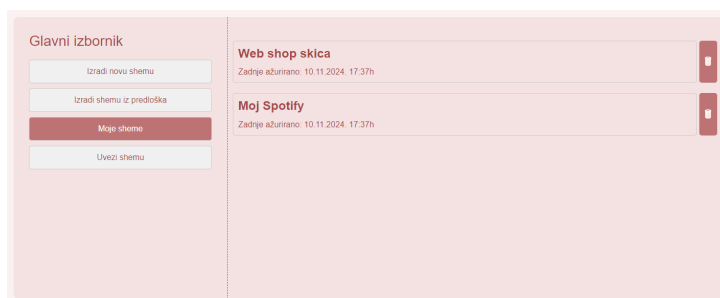 Glavni izbornik
Izradi novu shemu
Izradi shemu iz predloška
Moje sheme
Uvezi shemu
Web shop skica
Zadnje ažurirano: 10.11.2024. 17:37h
Moj Spotify
Zadnje ažurirano: 10.11.2024. 17:37h